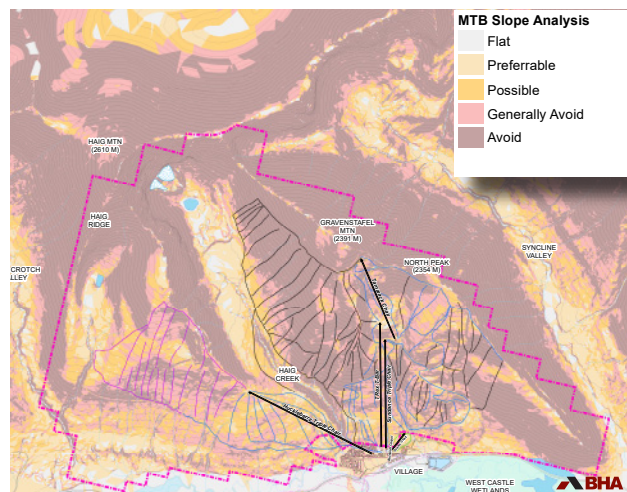 MTB Slope Analysis
Flat
Preferrable
Possible
Generally Avoid
Avoid
HAIG MTN
(2610 M)
HAIG
RIDGE
GRAVENSTAFEL
MTN
(2391 M)
NORTH PEAK
(2354 M)
SYNCLINE
VALLEY
CROTCH
LLEY
HAIG
CREEK
VILLAGE
WEST CASTLE
WETLANDS
BHA